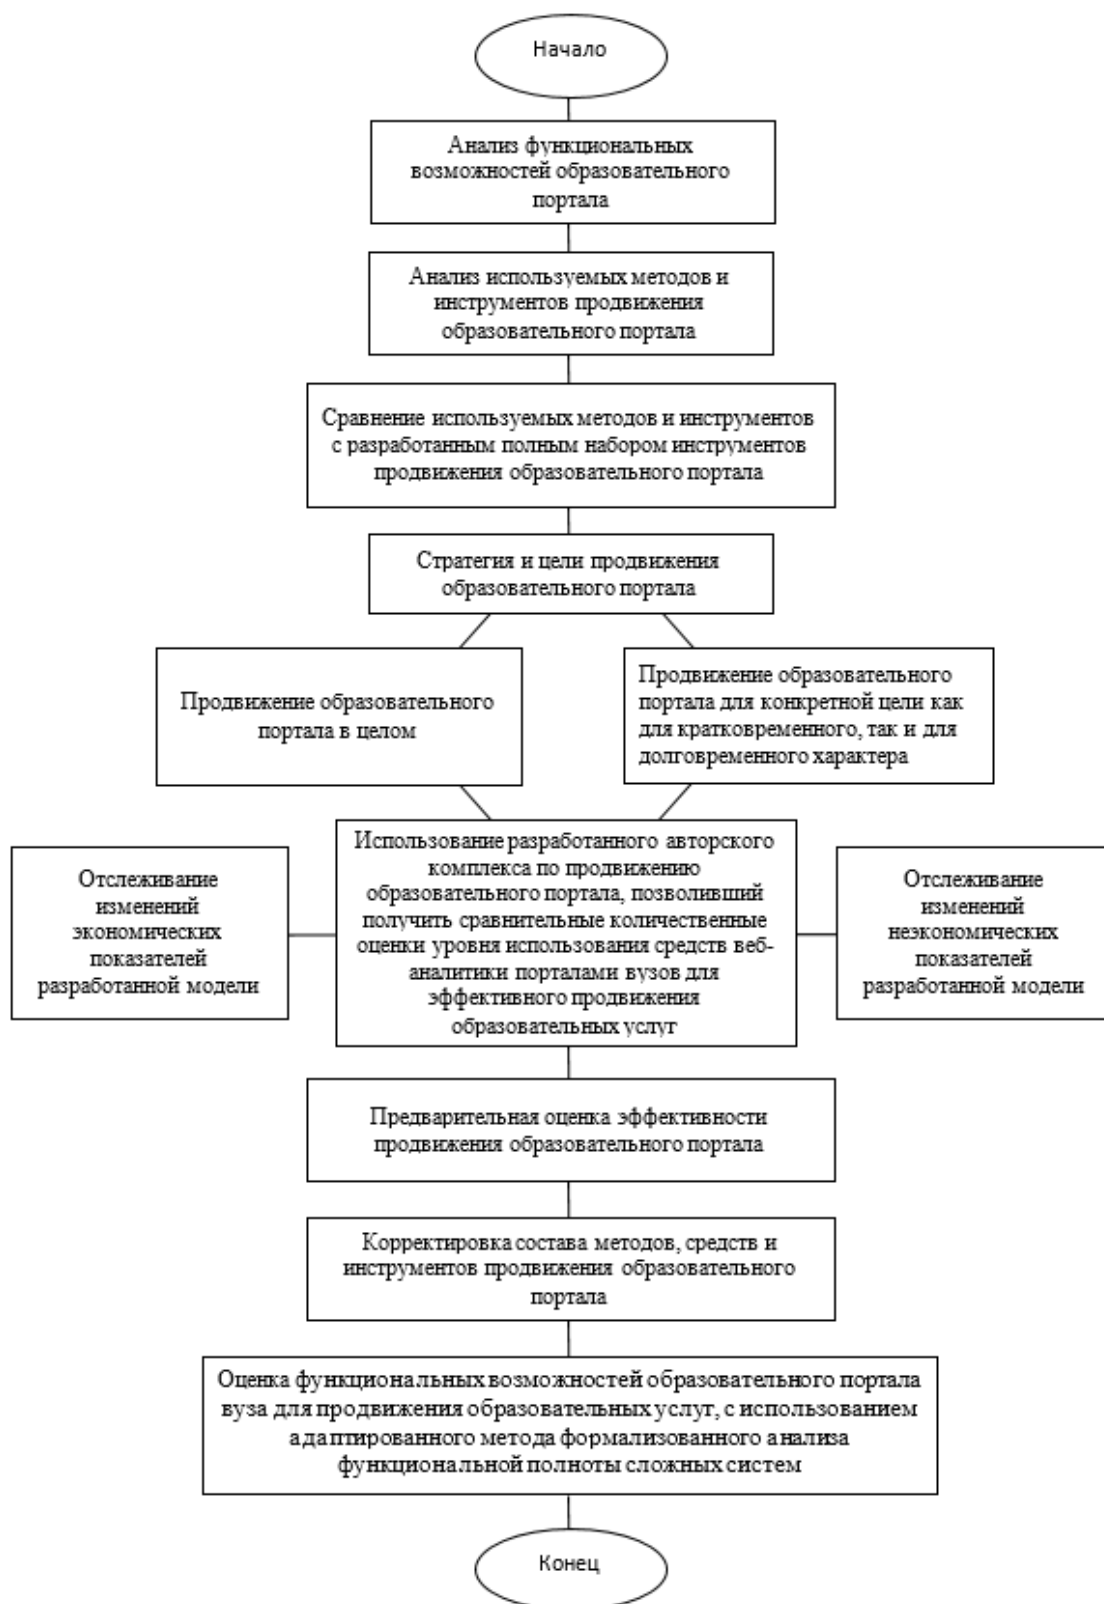 Начало
Анализ функциональных
возможностей образовательного
портала
Анализ используемых методов и
инструментов продвижения
образовательного портала
Сравнение используемых методов и инструментов
с разработанным полным набором инструментов
продвижения образовательного портала
Стратегия и цели продвижения
образовательного портала
Продвижение образовательного
портала в целом
Продвижение образовательного
портала для конкретной цели как
для кратковременного, так и для
долговременного характера
Отслеживание
изменений
экономических
показателей
разработанной модели
Использование разработанного авторского
комплекса по продвижению
образовательного портала, позволивший
получить сравнительные количественные
оценки уровня использования средств веб-
аналитики порталами вузов для
эффективного продвижения
образовательных услуг
Отслеживание
изменений
неэкономических
показателей
разработанной модели
Предварительная оценка эффективности
продвижения образовательного портала
Корректировка состава методов, средств и
инструментов продвижения образовательного
портала
Оценка функциональных возможностей образовательного портала
вуза для продвижения образовательных услуг, с использованием
адаптированного метода формализованного анализа
функциональной полноты сложных систем
Конец